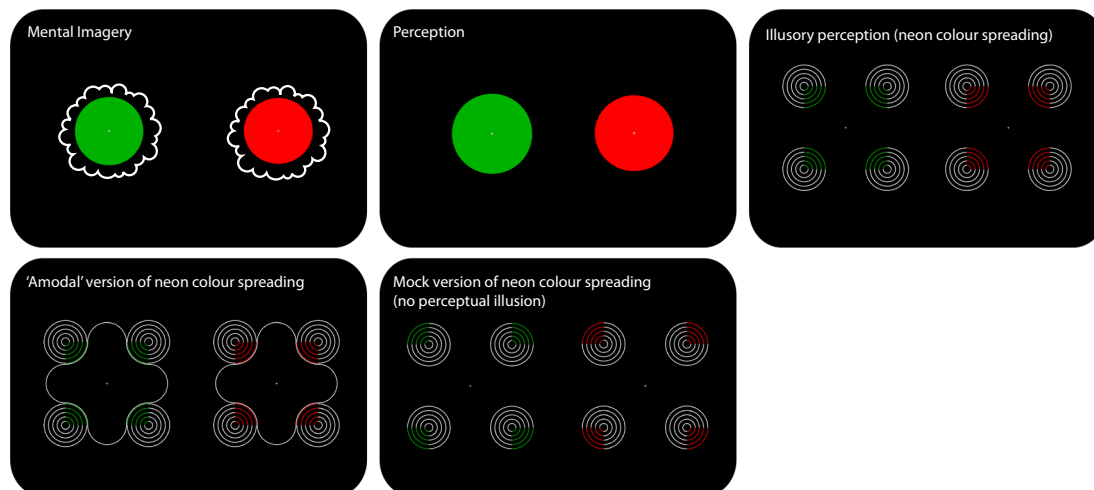 Mental Imagery
Perception
Illusory perception (neon colour spreading)
‘Amodal’ version of neon colour spreading
Mock version of neon colour spreading
(no perceptual illusion)